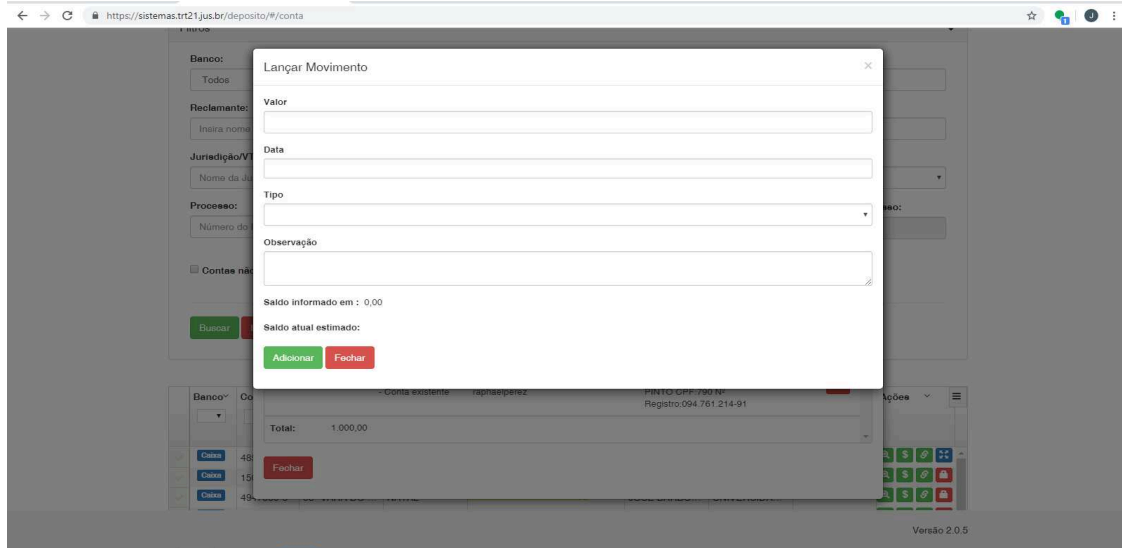 https://sistemas.trt21.jus.br/deposito/#/conta
Filtros
Banco:
Todos
Reclamante:
Insira nome
Jurisdição/VT
Nome da Ju
Processo:
Número do
Contas não
Buscar
Lançar Movimento ×
Valor
Data
Tipo
Observação
Saldo informado em : 0,00
Saldo atual estimado:
Adicionar Fechar
- Conta existente raphaelperez PINTO CPF:790 Nº
Registro:094.761.214-91
Total: 1.000,00
Fechar
Banco Co Ações
Caixa 48
Caixa 15
Caixa
Versão 2.0.5